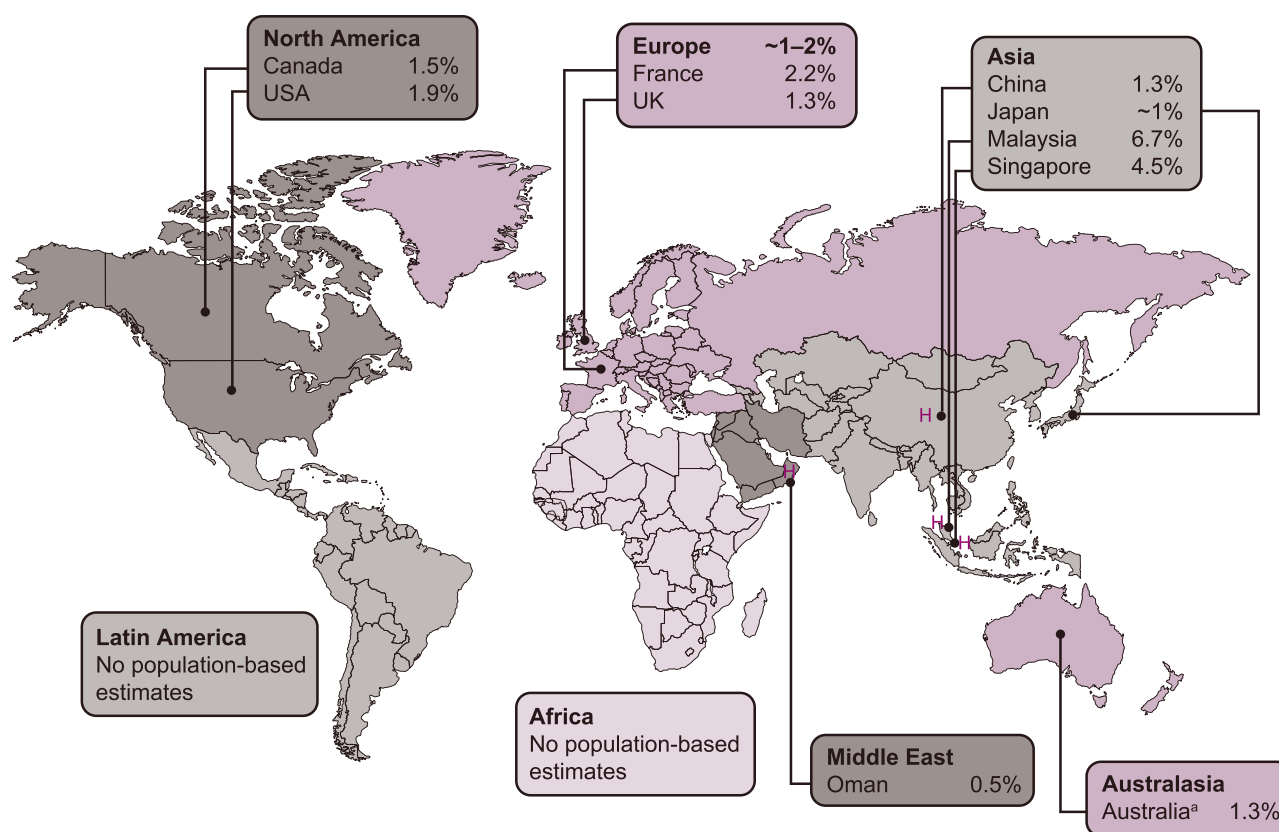 North America
Canada 1.5%
USA 1.9%
Europe ~1–2%
France 2.2%
UK 1.3%
Asia
China 1.3%
Japan ~1%
Malaysia 6.7%
Singapore 4.5%
H
H
H
H
Latin America
No population-based
estimates
Africa
No population-based
estimates
Middle East
Oman 0.5%
Australasia
Australiaᵃ 1.3%